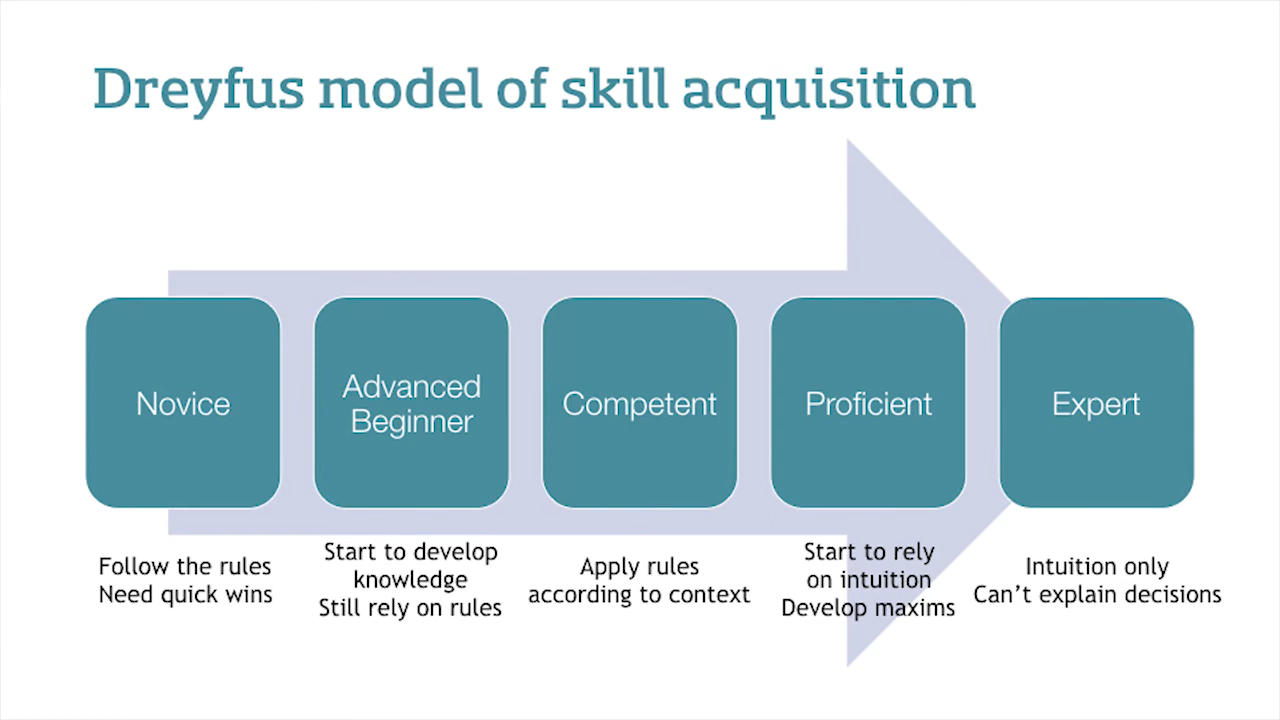 Dreyfus model of skill acquisition
Novice
Advanced
Beginner
Competent
Proficient
Expert
Follow the rules
Need quick wins
Start to develop
knowledge
Still rely on rules
Apply rules
according to context
Start to rely
on intuition
Develop maxims
Intuition only
Can't explain decisions